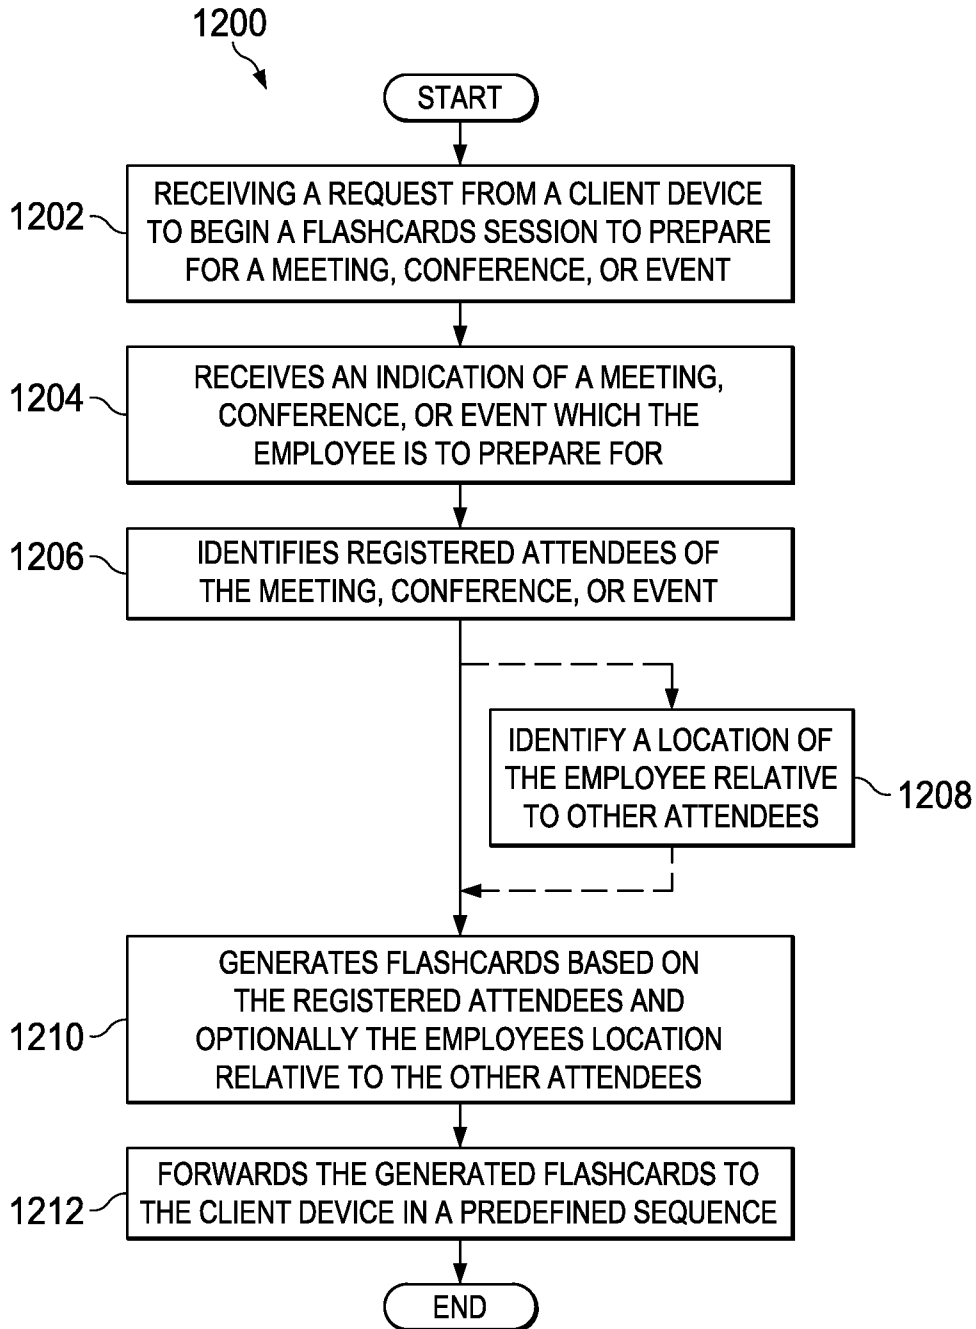 1200
START
1202
RECEIVING A REQUEST FROM A CLIENT DEVICE
TO BEGIN A FLASHCARDS SESSION TO PREPARE
FOR A MEETING, CONFERENCE, OR EVENT
1204
RECEIVES AN INDICATION OF A MEETING,
CONFERENCE, OR EVENT WHICH THE
EMPLOYEE IS TO PREPARE FOR
1206
IDENTIFIES REGISTERED ATTENDEES OF
THE MEETING, CONFERENCE, OR EVENT
IDENTIFY A LOCATION OF
THE EMPLOYEE RELATIVE
TO OTHER ATTENDEES
1208
GENERATES FLASHCARDS BASED ON
THE REGISTERED ATTENDEES AND
OPTIONALLY THE EMPLOYEES LOCATION
RELATIVE TO THE OTHER ATTENDEES
1210
FORWARDS THE GENERATED FLASHCARDS TO
THE CLIENT DEVICE IN A PREDEFINED SEQUENCE
1212
END